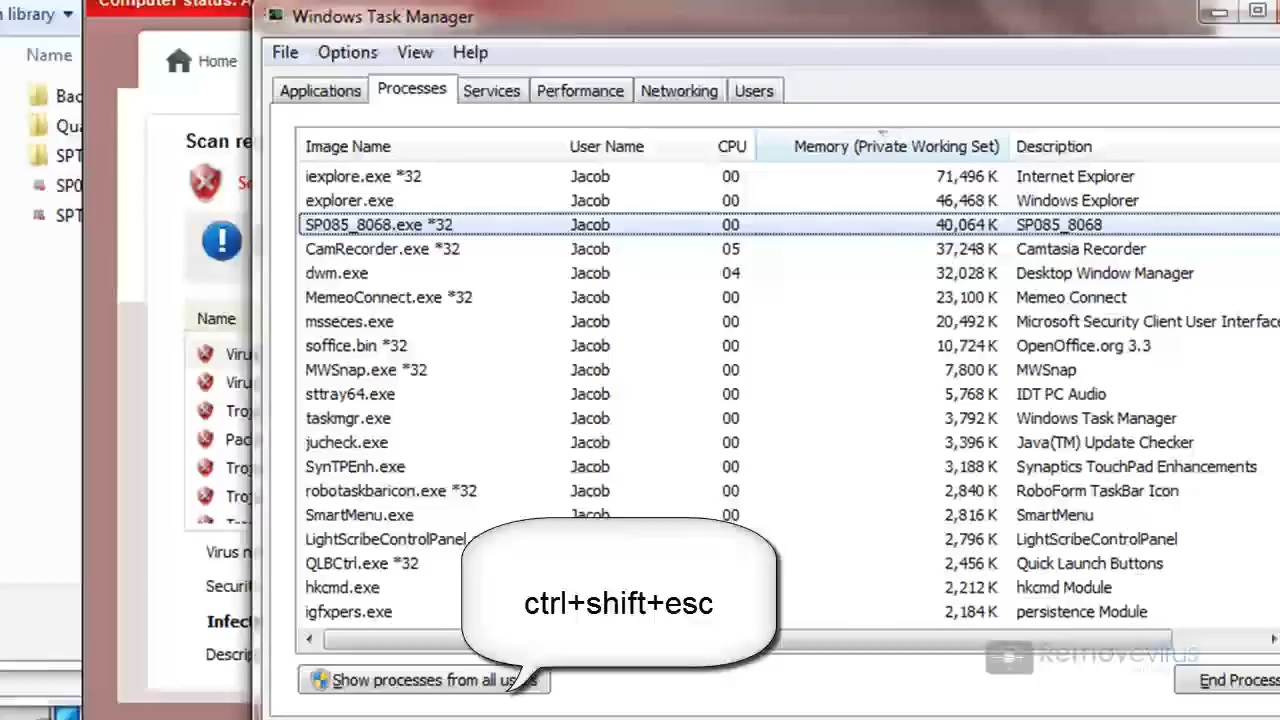 n library
Name
Bac
Qua
SPT
SP0
SPT
Computer status: A
Home
Scan re
Se
Name
Viru
Viru
Troj
Pac
Troj
Troj
Virus n
Securi
Infect
Descrip
Windows Task Manager
File Options View Help
Applications Processes Services Performance Networking Users
Image Name User Name CPU Memory (Private Working Set) Description
iexplore.exe *32 Jacob 00 71,496 K Internet Explorer
explorer.exe Jacob 00 46,468 K Windows Explorer
SP085_8068.exe *32 Jacob 00 40,064 K SP085_8068
CamRecorder.exe *32 Jacob 05 37,248 K Camtasia Recorder
dwm.exe Jacob 04 32,028 K Desktop Window Manager
MemeoConnect.exe *32 Jacob 00 23,100 K Memeo Connect
msseces.exe Jacob 00 20,492 K Microsoft Security Client User Interface
soffice.bin *32 Jacob 00 10,724 K OpenOffice.org 3.3
MWSnap.exe *32 Jacob 00 7,800 K MWSnap
sttray64.exe Jacob 00 5,768 K IDT PC Audio
taskmgr.exe Jacob 00 3,792 K Windows Task Manager
jucheck.exe Jacob 00 3,396 K Java(TM) Update Checker
SynTPEnh.exe Jacob 00 3,188 K Synaptics TouchPad Enhancements
robotaskbaricon.exe *32 Jacob 00 2,840 K RoboForm TaskBar Icon
SmartMenu.exe Jacob 00 2,816 K SmartMenu
LightScribeControlPanel. 2,796 K LightScribeControlPanel
QLBCtrl.exe *32 2,456 K Quick Launch Buttons
hkcmd.exe 2,212 K hkcmd Module
igfxpers.exe 2,184 K persistence Module
ctrl+shift+esc
Removevirus
Show processes from all us s
End Process